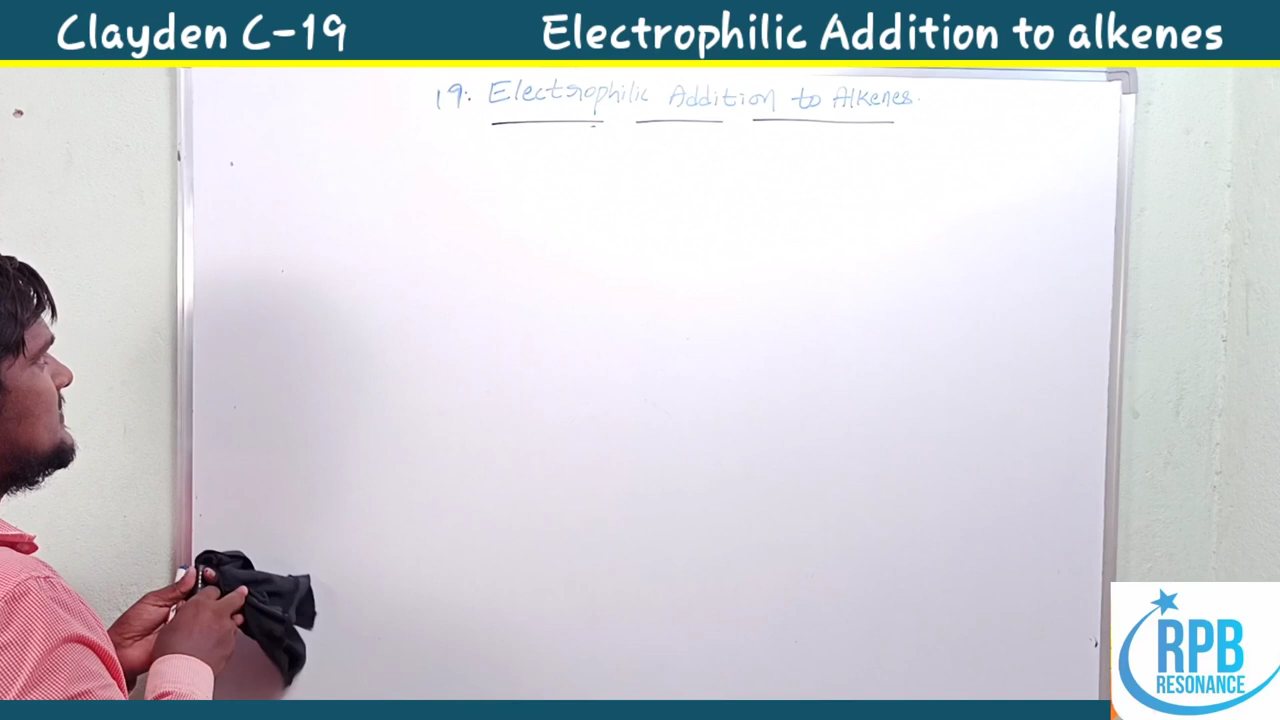 Clayden C-19 Electrophilic Addition to alkenes
19. Electrophilic Addition to Alkenes.
RPB
RESONANCE